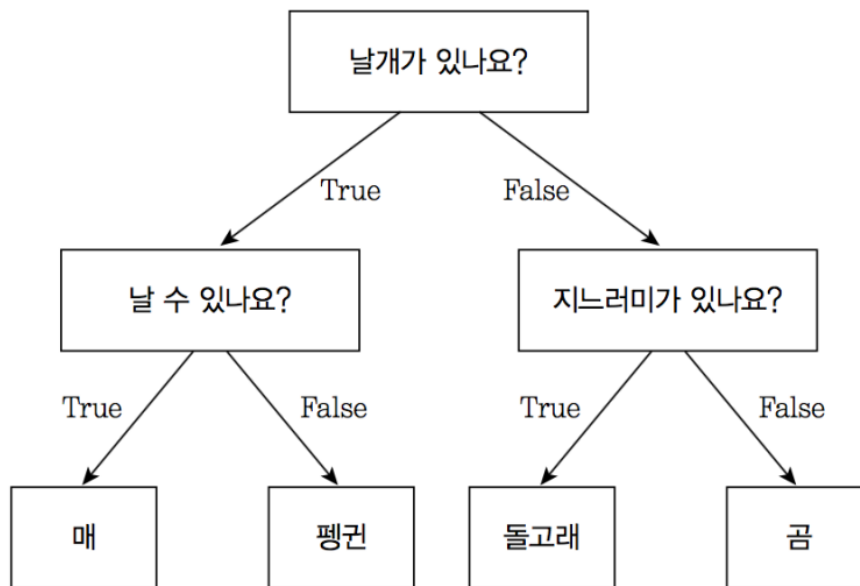 날개가 있나요?
True
False
날 수 있나요?
지느러미가 있나요?
True
False
True
False
매
펭귄
돌고래
곰